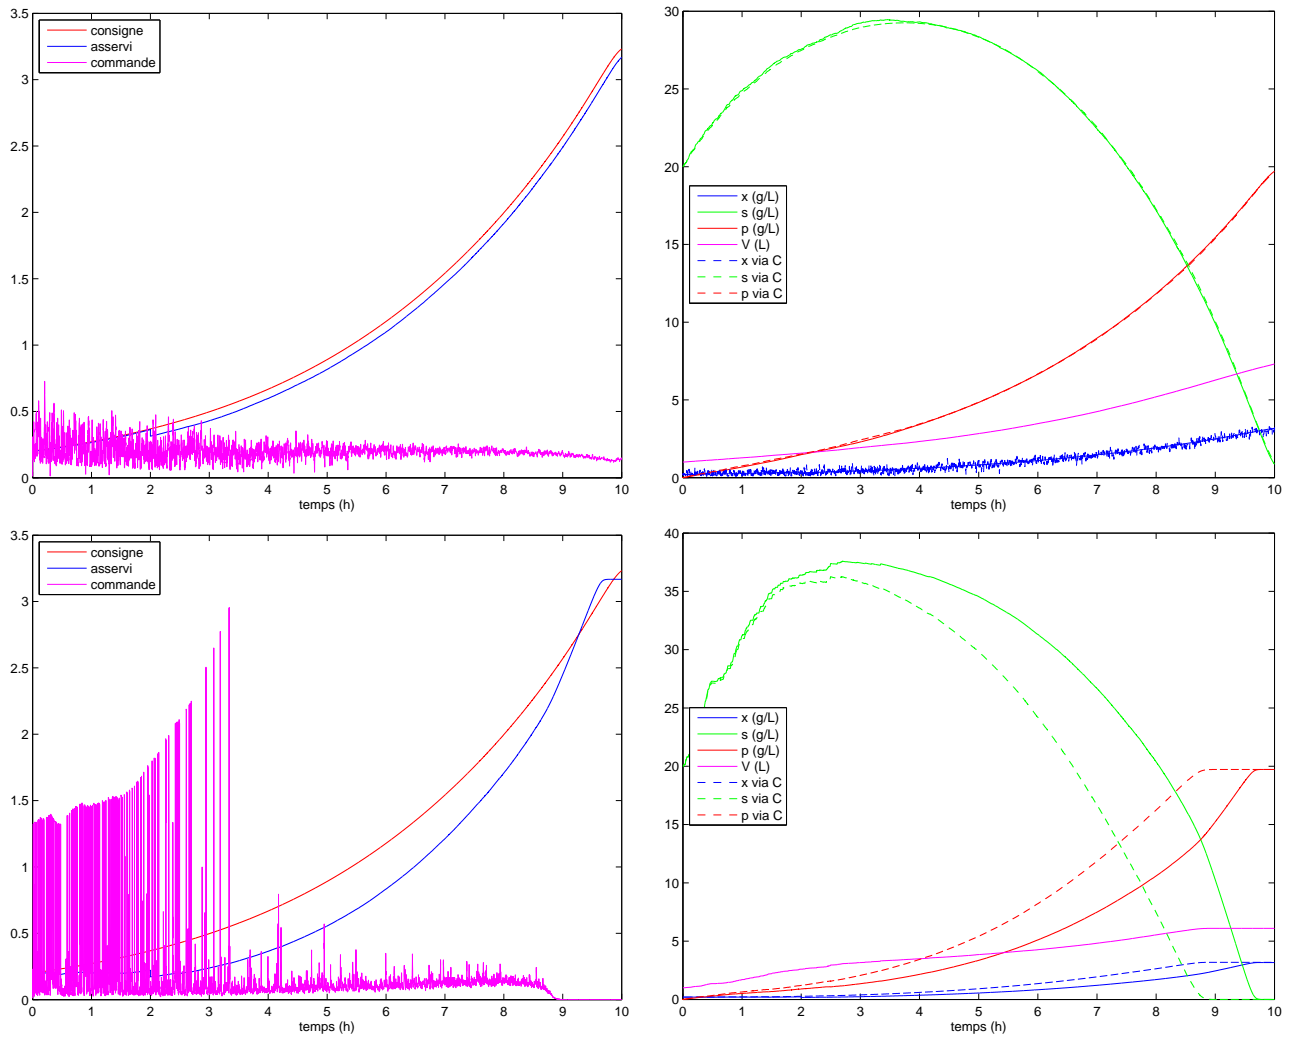 3.5
3
2.5
2
1.5
1
0.5
0
consigne
asservi
commande
0 1 2 3 4 5 6 7 8 9 10
temps (h)
30
25
20
15
10
5
0
x (g/L)
s (g/L)
p (g/L)
V (L)
x via C
s via C
p via C
0 1 2 3 4 5 6 7 8 9 10
temps (h)
3.5
3
2.5
2
1.5
1
0.5
0
consigne
asservi
commande
0 1 2 3 4 5 6 7 8 9 10
temps (h)
40
35
30
25
20
15
10
5
0
x (g/L)
s (g/L)
p (g/L)
V (L)
x via C
s via C
p via C
0 1 2 3 4 5 6 7 8 9 10
temps (h)